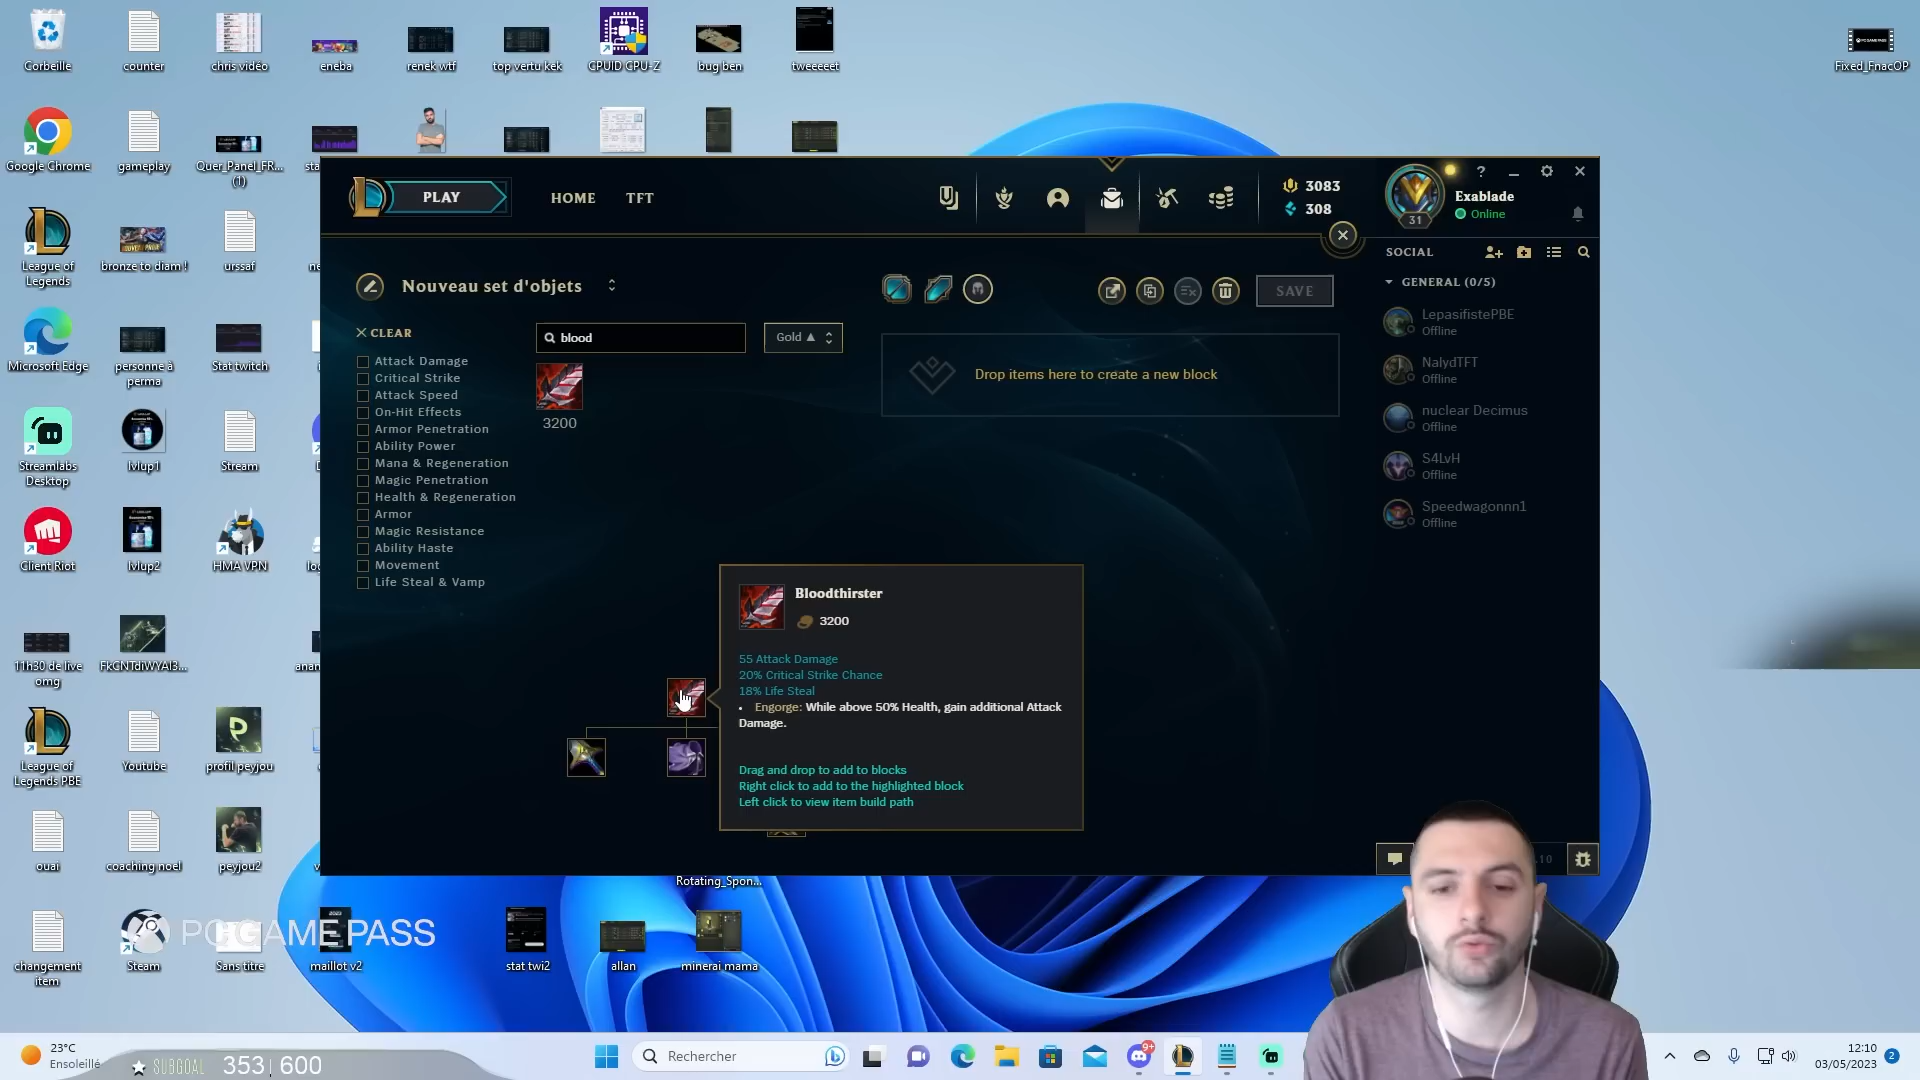 Corbeille
counter
chris vidéo
eneba
renek wtf
top vertu kek
CPUID CPU-Z
bug ben
tweeeeet
Fixed_FnacOP
Google Chrome
gameplay
Quer_Panel_FR...
(1)
PLAY
HOME
TFT
3083
308
31
Exablade
Online
League of
Legends
bronze to diam !
urssaf
Nouveau set d'objets
SAVE
SOCIAL
GENERAL (0/5)
CLEAR
blood
Gold ▲
Attack Damage
Critical Strike
Attack Speed
On-Hit Effects
Armor Penetration
Ability Power
Mana & Regeneration
Magic Penetration
Health & Regeneration
Armor
Magic Resistance
Ability Haste
Movement
Life Steal & Vamp
3200
Drop items here to create a new block
LepasifistePBE
Offline
NalydTFT
Offline
nuclear Decimus
Offline
S4LvH
Offline
Speedwagonnn1
Offline
Microsoft Edge
personne à
perma
Stat twitch
Streamlabs
Desktop
lvlup1
Stream
Client Riot
lvlup2
HMA VPN
Bloodthirster
3200
55 Attack Damage
20% Critical Strike Chance
18% Life Steal
• Engorge: While above 50% Health, gain additional Attack
Damage.
Drag and drop to add to blocks
Right click to add to the highlighted block
Left click to view item build path
11h30 de live
omg
FkGNTdiWYAI3...
League of
Legends PBE
Youtube
profil peyjou
ouai
coaching noel
peyjou2
Rotating_Spon...
.10
PC GAME PASS
changement
item
Steam
Sans titre
maillot v2
stat twi2
allan
minerai mama
23°C
Ensoleillé
SUBGOAL 353 | 600
Rechercher
9+
12:10
03/05/2023
2